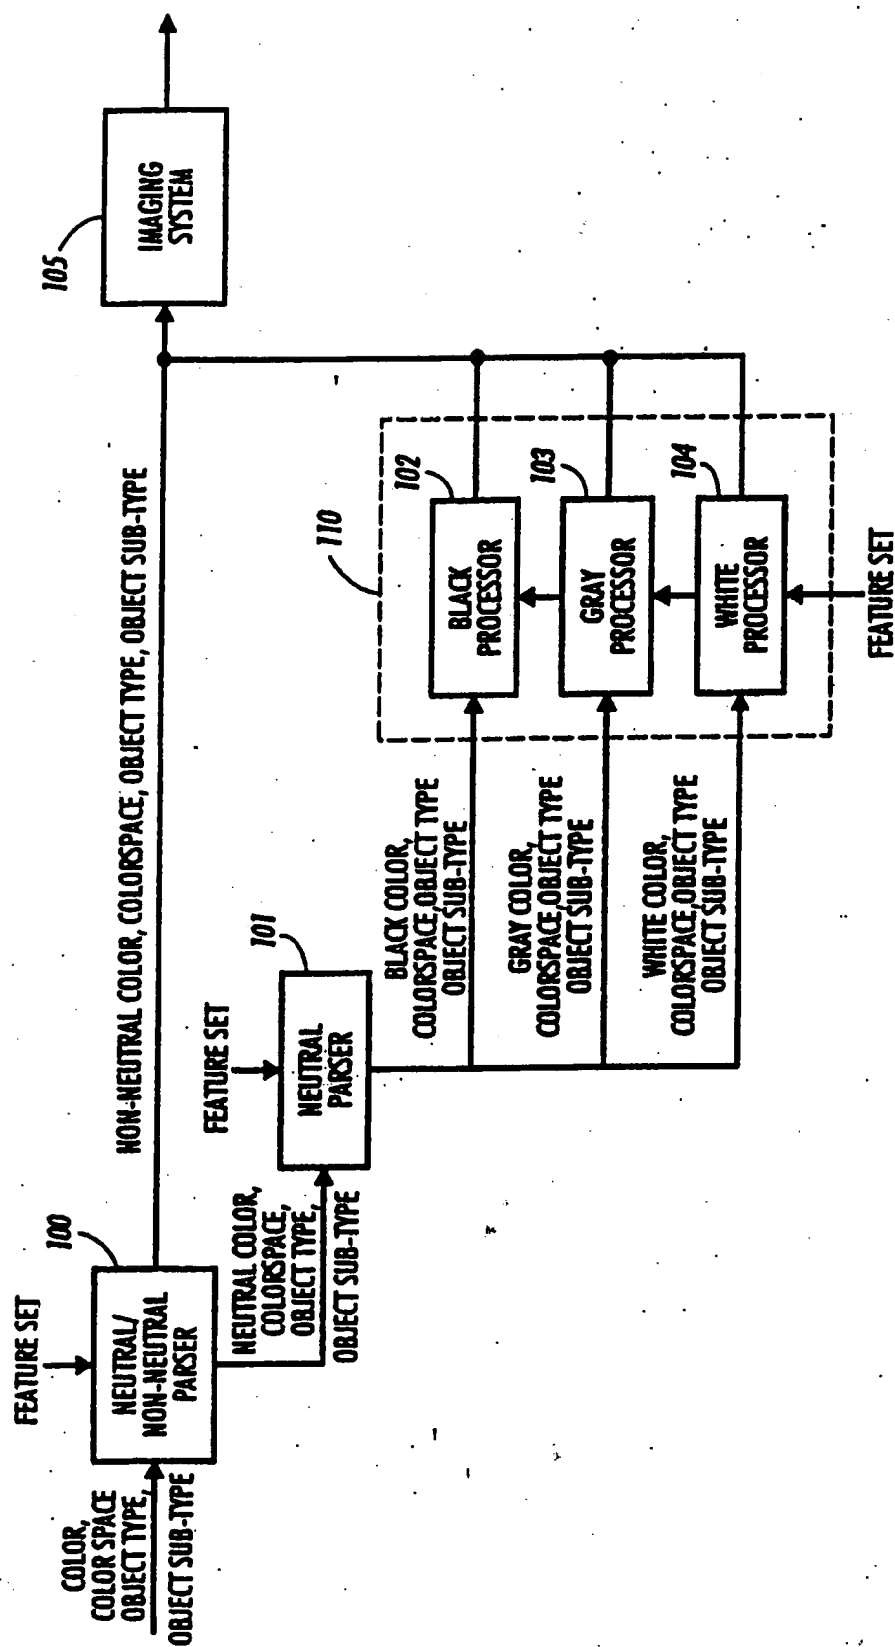 COLOR,
COLOR SPACE
OBJECT TYPE,
OBJECT SUB-TYPE
FEATURE SET
100
NEUTRAL/
NON-NEUTRAL
PARSER
NON-NEUTRAL COLOR, COLORSPACE, OBJECT TYPE, OBJECT SUB-TYPE
NEUTRAL COLOR,
COLORSPACE,
OBJECT TYPE,
OBJECT SUB-TYPE
FEATURE SET
101
NEUTRAL
PARSER
BLACK COLOR,
COLORSPACE,OBJECT TYPE
OBJECT SUB-TYPE
GRAY COLOR,
COLORSPACE,OBJECT TYPE
OBJECT SUB-TYPE
WHITE COLOR,
COLORSPACE,OBJECT TYPE
OBJECT SUB-TYPE
110
102
BLACK
PROCESSOR
103
GRAY
PROCESSOR
104
WHITE
PROCESSOR
FEATURE SET
105
IMAGING
SYSTEM